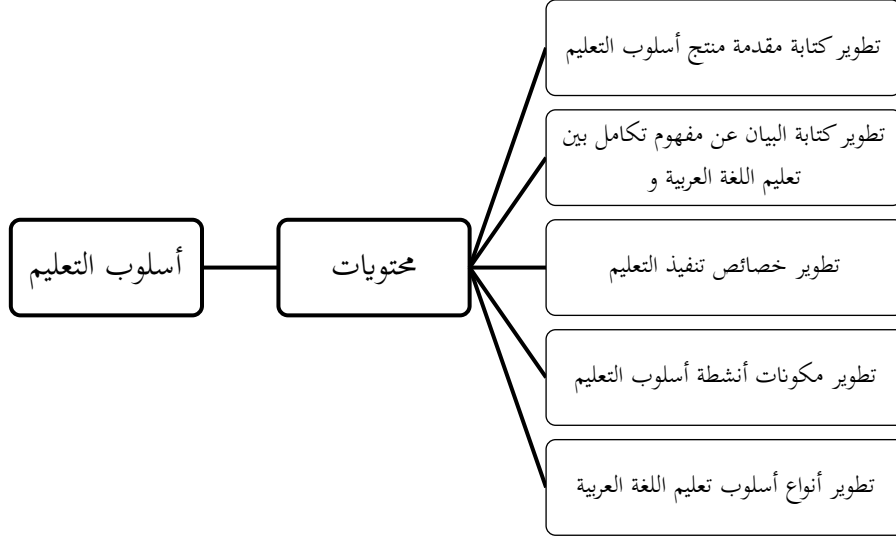 أسلوب التعليم
محتويات
تطوير كتابة مقدمة منتج أسلوب التعليم
تطوير كتابة البيان عن مفهوم تكامل بين
تعليم اللغة العربية و
تطوير خصائص تنفيذ التعليم
تطوير مكونات أنشطة أسلوب التعليم
تطوير أنواع أسلوب تعليم اللغة العربية